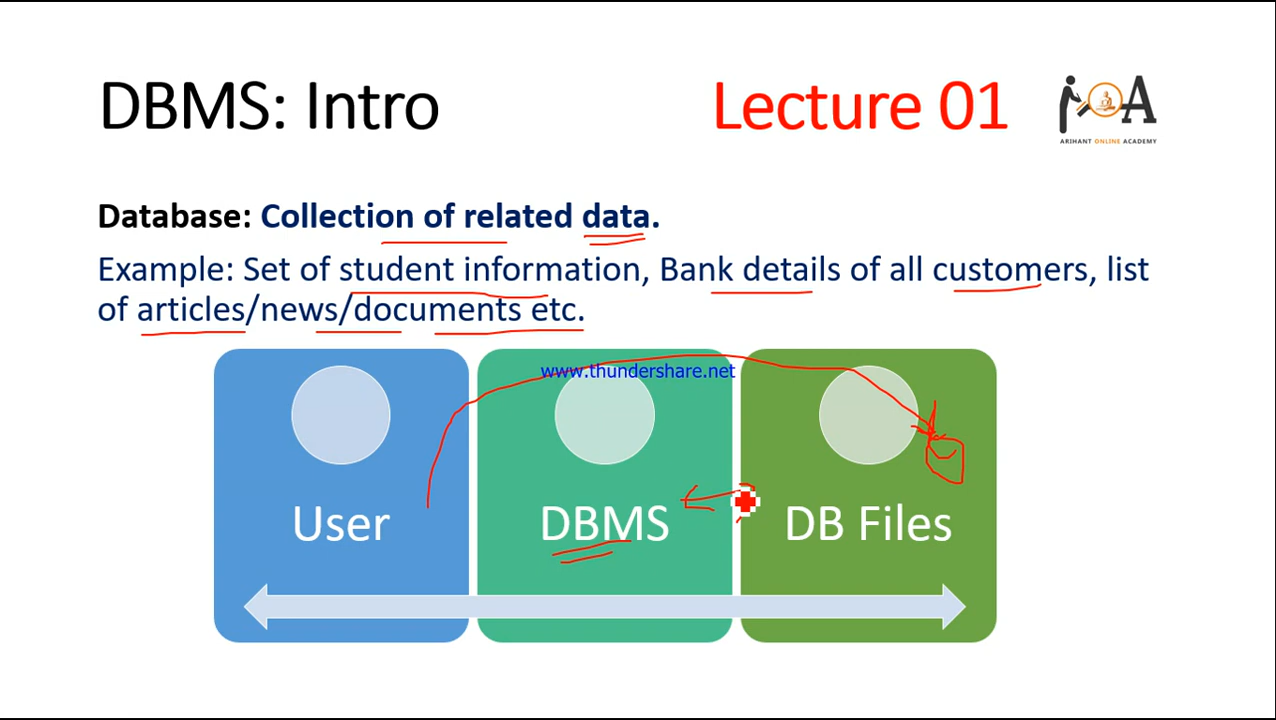 DBMS: Intro
Lecture 01
ARIHANT ONLINE ACADEMY
Database: Collection of related data.
Example: Set of student information, Bank details of all customers, list
of articles/news/documents etc.
www.thundershare.net
User
DBMS
DB Files